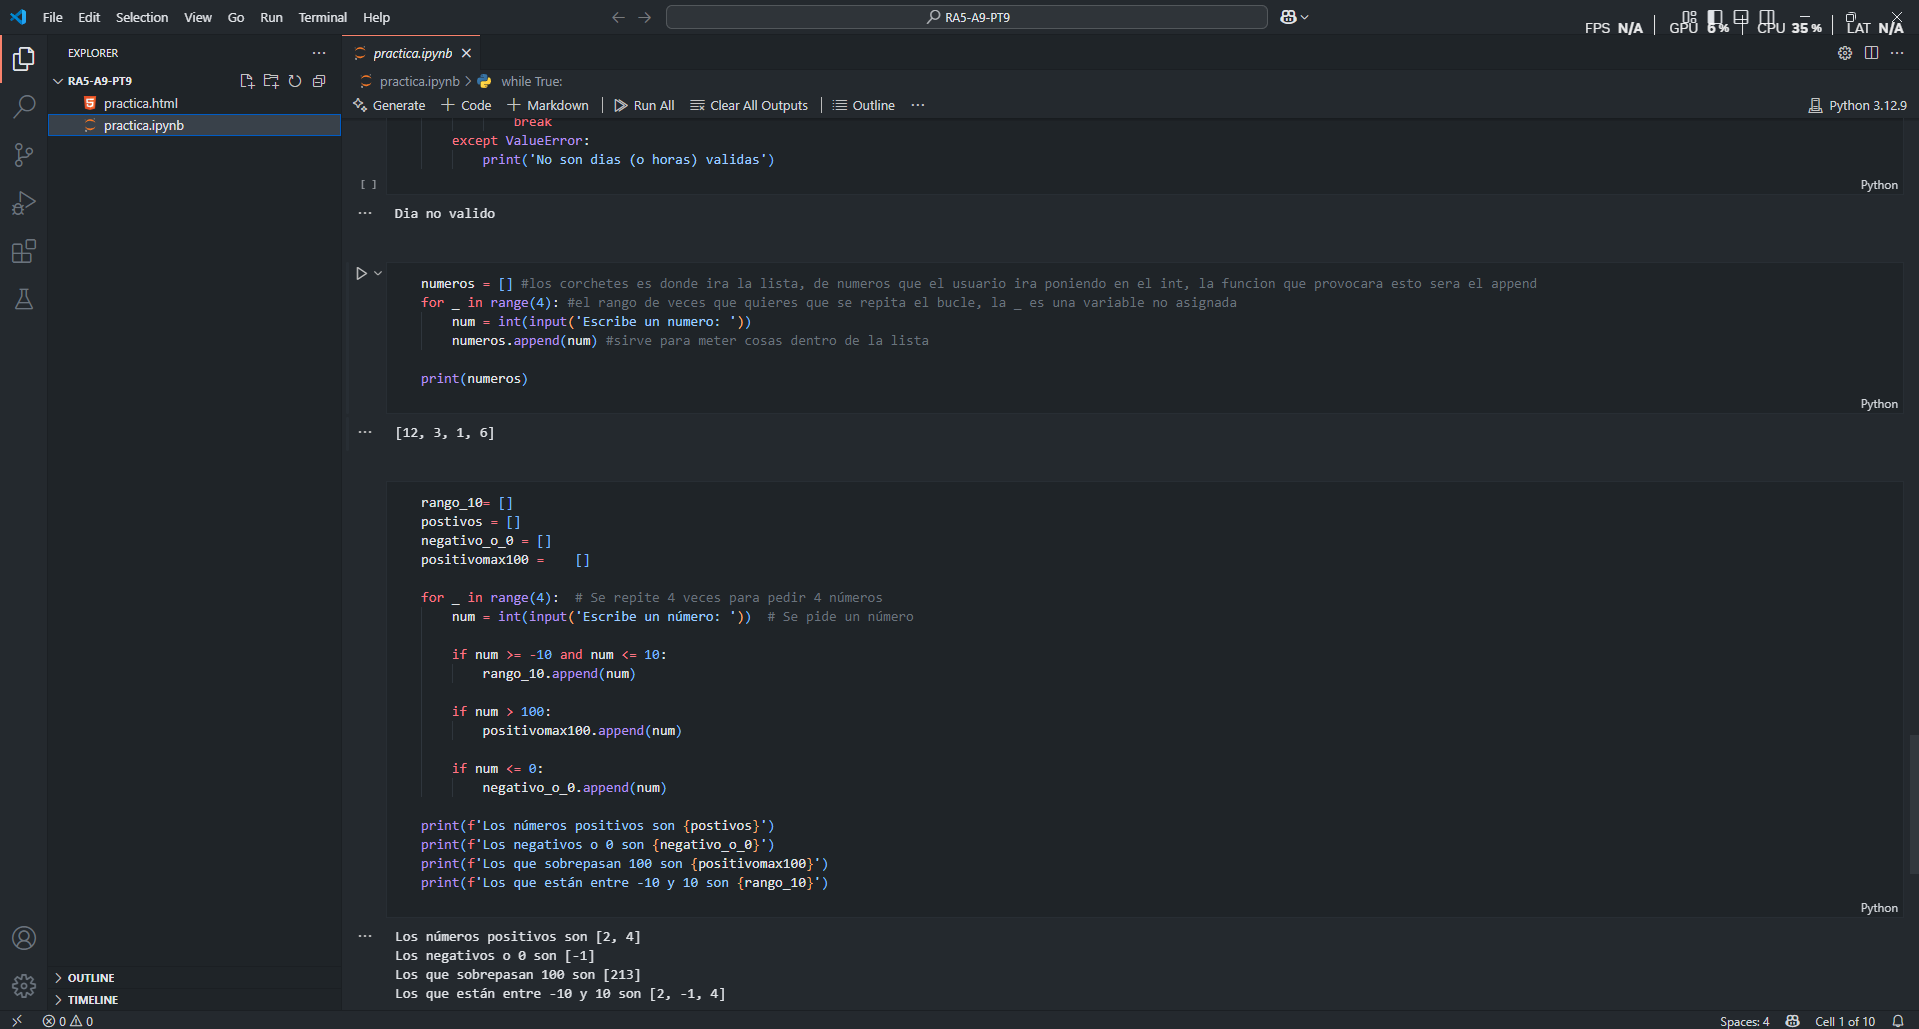 File Edit Selection View Go Run Terminal Help
RA5-A9-PT9
FPS N/A GPU 6% CPU 35% LAT N/A
EXPLORER
RA5-A9-PT9
practica.html
practica.ipynb
practica.ipynb
practica.ipynb > while True:
Generate + Code + Markdown Run All Clear All Outputs Outline ...
Python 3.12.9
break
except ValueError:
print('No son dias (o horas) validas')
[ ]
Python
Dia no valido
numeros = [] #los corchetes es donde ira la lista, de numeros que el usuario ira poniendo en el int, la funcion que provocara esto sera el append
for _ in range(4): #el rango de veces que quieres que se repita el bucle, la _ es una variable no asignada
num = int(input('Escribe un numero: '))
numeros.append(num) #sirve para meter cosas dentro de la lista
print(numeros)
Python
[12, 3, 1, 6]
rango_10= []
postivos = []
negativo_o_0 = []
positivomax100 =    []
for _ in range(4):  # Se repite 4 veces para pedir 4 números
num = int(input('Escribe un número: '))  # Se pide un número
if num >= -10 and num <= 10:
rango_10.append(num)
if num > 100:
positivomax100.append(num)
if num <= 0:
negativo_o_0.append(num)
print(f'Los números positivos son {postivos}')
print(f'Los negativos o 0 son {negativo_o_0}')
print(f'Los que sobrepasan 100 son {positivomax100}')
print(f'Los que están entre -10 y 10 son {rango_10}')
Python
Los números positivos son [2, 4]
Los negativos o 0 son [-1]
Los que sobrepasan 100 son [213]
Los que están entre -10 y 10 son [2, -1, 4]
OUTLINE
TIMELINE
0 0
Spaces: 4
Cell 1 of 10